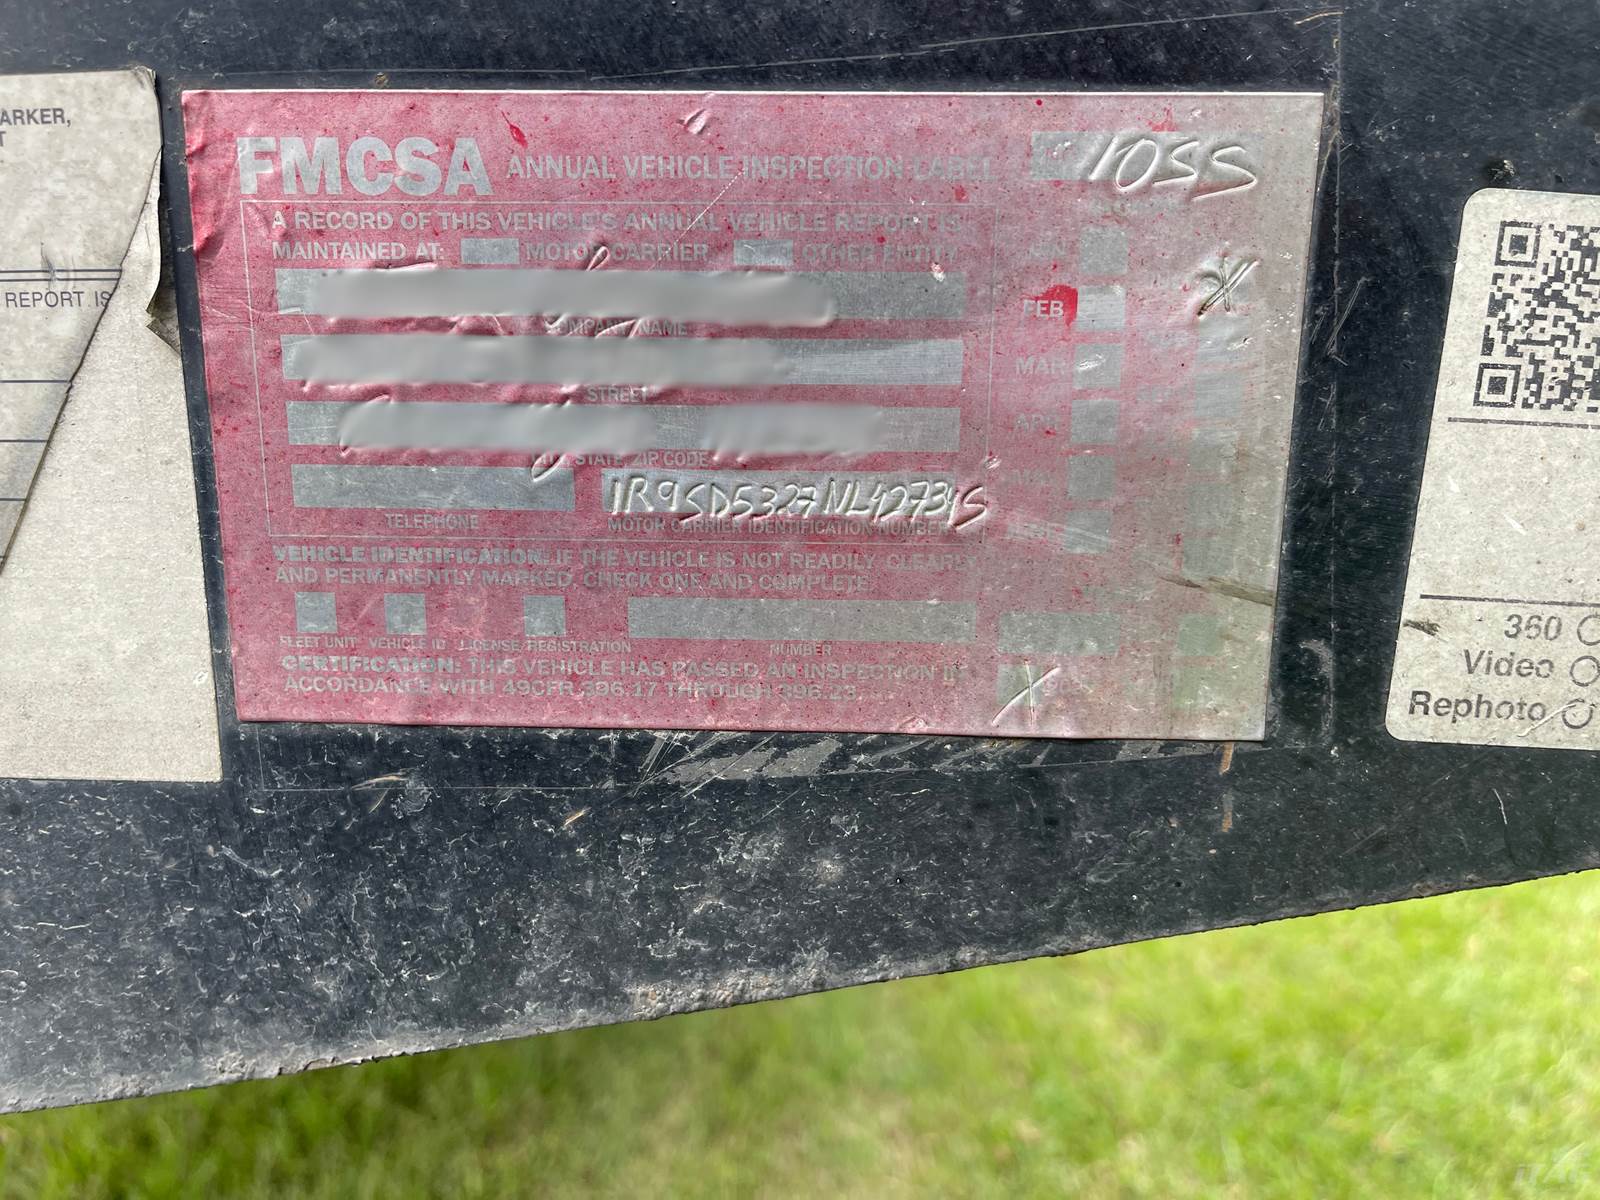 ARKER,
T
REPORT IS
FMCSA ANNUAL VEHICLE INSPECTION LABEL
1055
A RECORD OF THIS VEHICLE'S ANNUAL VEHICLE REPORT IS
MAINTAINED AT: MOTOR CARRIER OTHER ENTITY
COMPANY NAME
STREET
CITY, STATE, ZIP CODE
1R9SD5327NL427345
TELEPHONE
MOTOR CARRIER IDENTIFICATION NUMBER
VEHICLE IDENTIFICATION: IF THE VEHICLE IS NOT READILY, CLEARLY
AND PERMANENTLY MARKED, CHECK ONE AND COMPLETE
FLEET UNIT VEHICLE ID LICENSE/REGISTRATION NUMBER
CERTIFICATION: THIS VEHICLE HAS PASSED AN INSPECTION IN
ACCORDANCE WITH 49CFR 396.17 THROUGH 396.23
JAN
FEB X
MAR
APR
X
360
Video
Rephoto